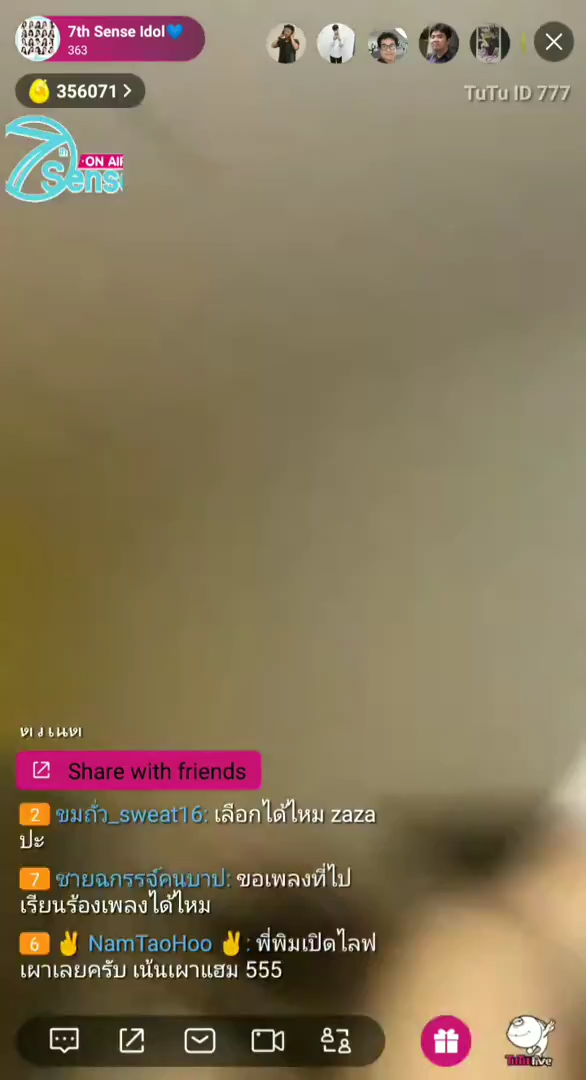 7th Sense Idol💙
363
356071
TuTu ID 777
7th
ON AIR
Sense
Share with friends
2 ขมถั่ว_sweat16: เลือกได้ไหม zaza
ปะ
7 ชายฉกรรจ์คนบาป: ขอเพลงที่ไป
เรียนร้องเพลงได้ไหม
6 ✌ NamTaoHoo ✌: พี่พิมเปิดไลฟ
เผาเลยครับ เน้นเผาแฮม 555
TuTu live